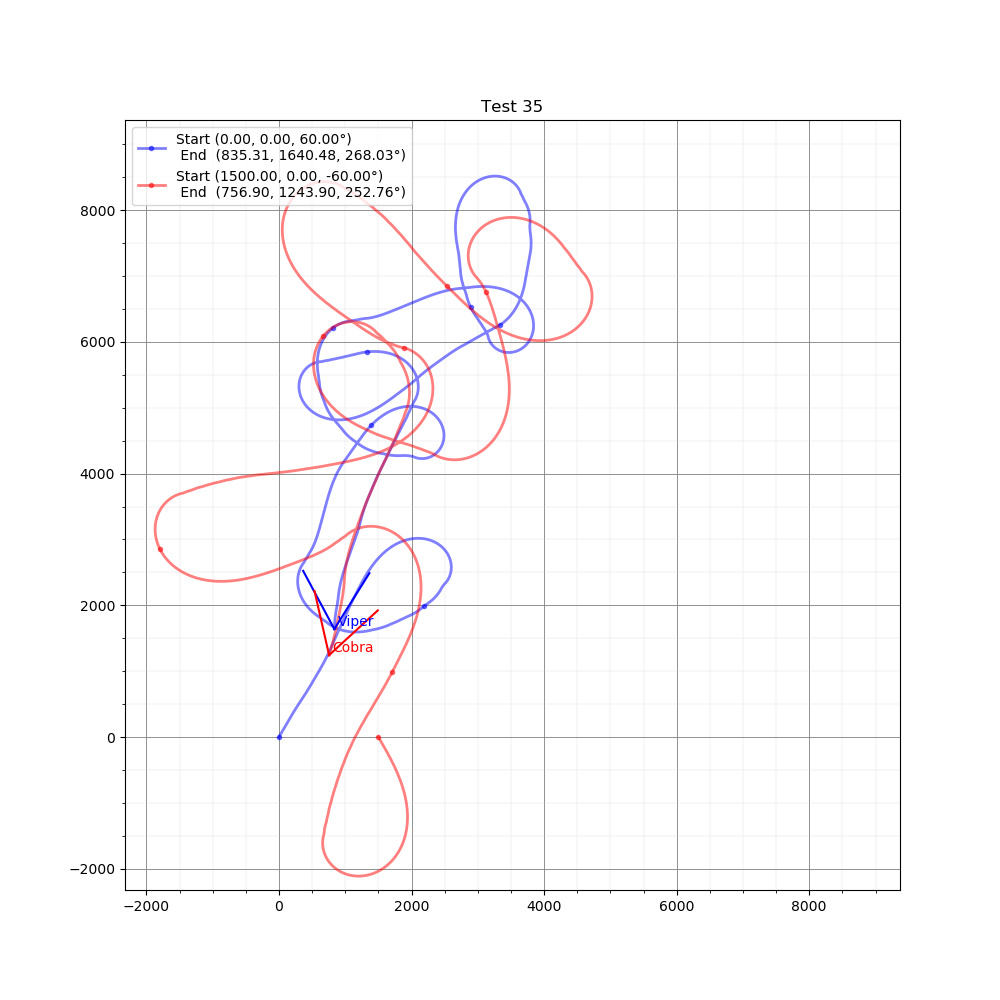 Test 35
Start (0.00, 0.00, 60.00°)
End (835.31, 1640.48, 268.03°)
Start (1500.00, 0.00, -60.00°)
End (756.90, 1243.90, 252.76°)
8000
6000
4000
2000
0
−2000
Viper
Cobra
−2000 0 2000 4000 6000 8000